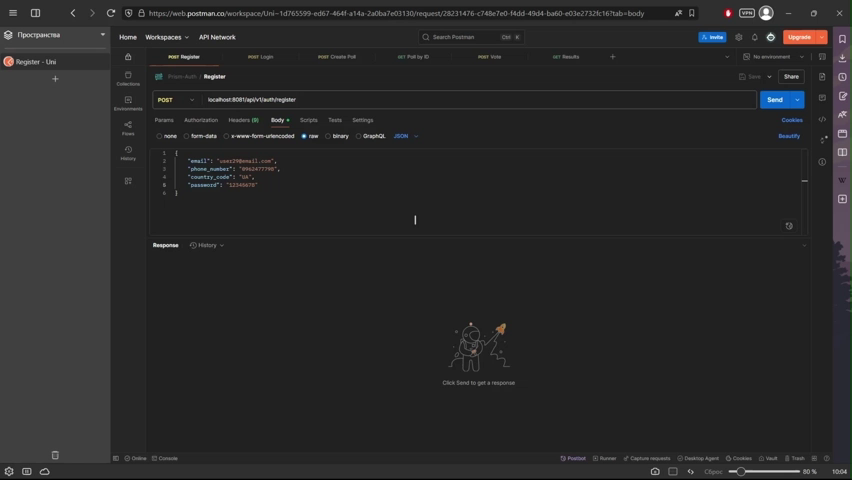 https://web.postman.co/workspace/Uni~1d765599-ed67-464f-a14a-2a0ba7e03130/request/28231476-c748e7e0-f4dd-49d4-ba60-e03e2732fc16?tab=body
VPN
Пространства
Home Workspaces API Network Search Postman Ctrl K Invite Upgrade
Register - Uni
POST Register POST Login POST Create Poll GET Poll by ID POST Vote GET Results No environment
Prism-Auth / Register Save Share
Collections
POST localhost:8081/api/v1/auth/register Send
Environments
Params Authorization Headers (9) Body Scripts Tests Settings Cookies
Flows
none form-data x-www-form-urlencoded raw binary GraphQL JSON Beautify
History
1 {
2 "email": "user29@email.com",
3 "phone_number": "0962477798",
4 "country_code": "UA",
5 "password": "12345678"
6 }
Response History
Click Send to get a response
Online Console Postbot Runner Capture requests Desktop Agent Cookies Vault Trash
Сброс 80 % 10:04